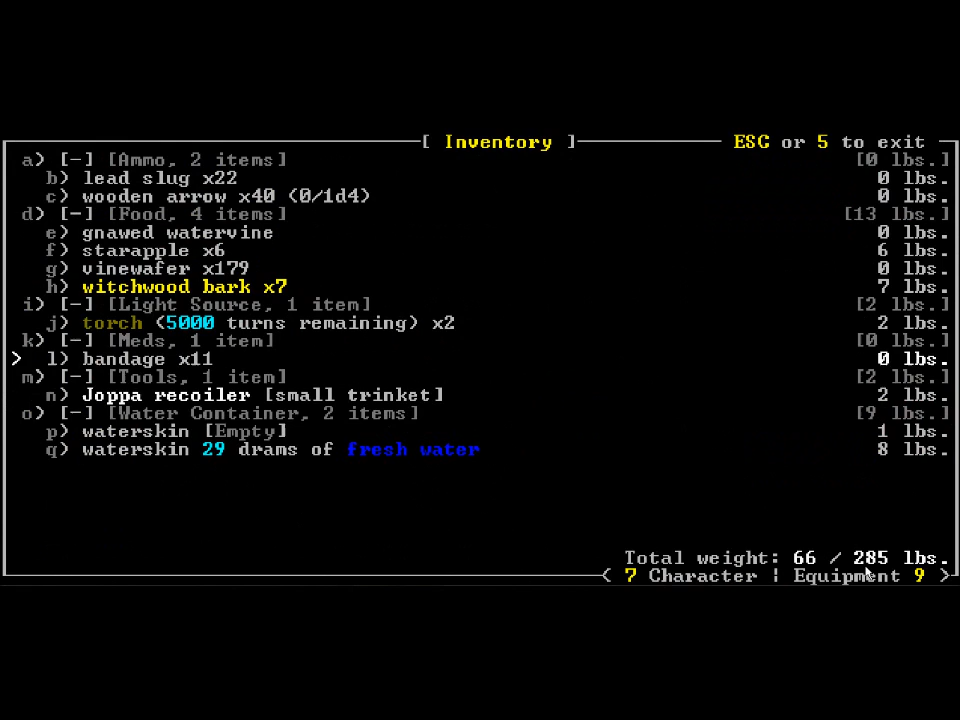 [ Inventory ] ESC or 5 to exit
a) [-] [Ammo, 2 items] [0 lbs.]
b) lead slug x22 0 lbs.
c) wooden arrow x40 (0/1d4) 0 lbs.
d) [-] [Food, 4 items] [13 lbs.]
e) gnawed watervine 0 lbs.
f) starapple x6 6 lbs.
g) vinewafer x179 0 lbs.
h) witchwood bark x7 7 lbs.
i) [-] [Light Source, 1 item] [2 lbs.]
j) torch (5000 turns remaining) x2 2 lbs.
k) [-] [Meds, 1 item] [0 lbs.]
> l) bandage x11 0 lbs.
m) [-] [Tools, 1 item] [2 lbs.]
n) Joppa recoiler [small trinket] 2 lbs.
o) [-] [Water Container, 2 items] [9 lbs.]
p) waterskin [Empty] 1 lbs.
q) waterskin 29 drams of fresh water 8 lbs.
Total weight: 66 / 285 lbs.
< 7 Character | Equipment 9 >